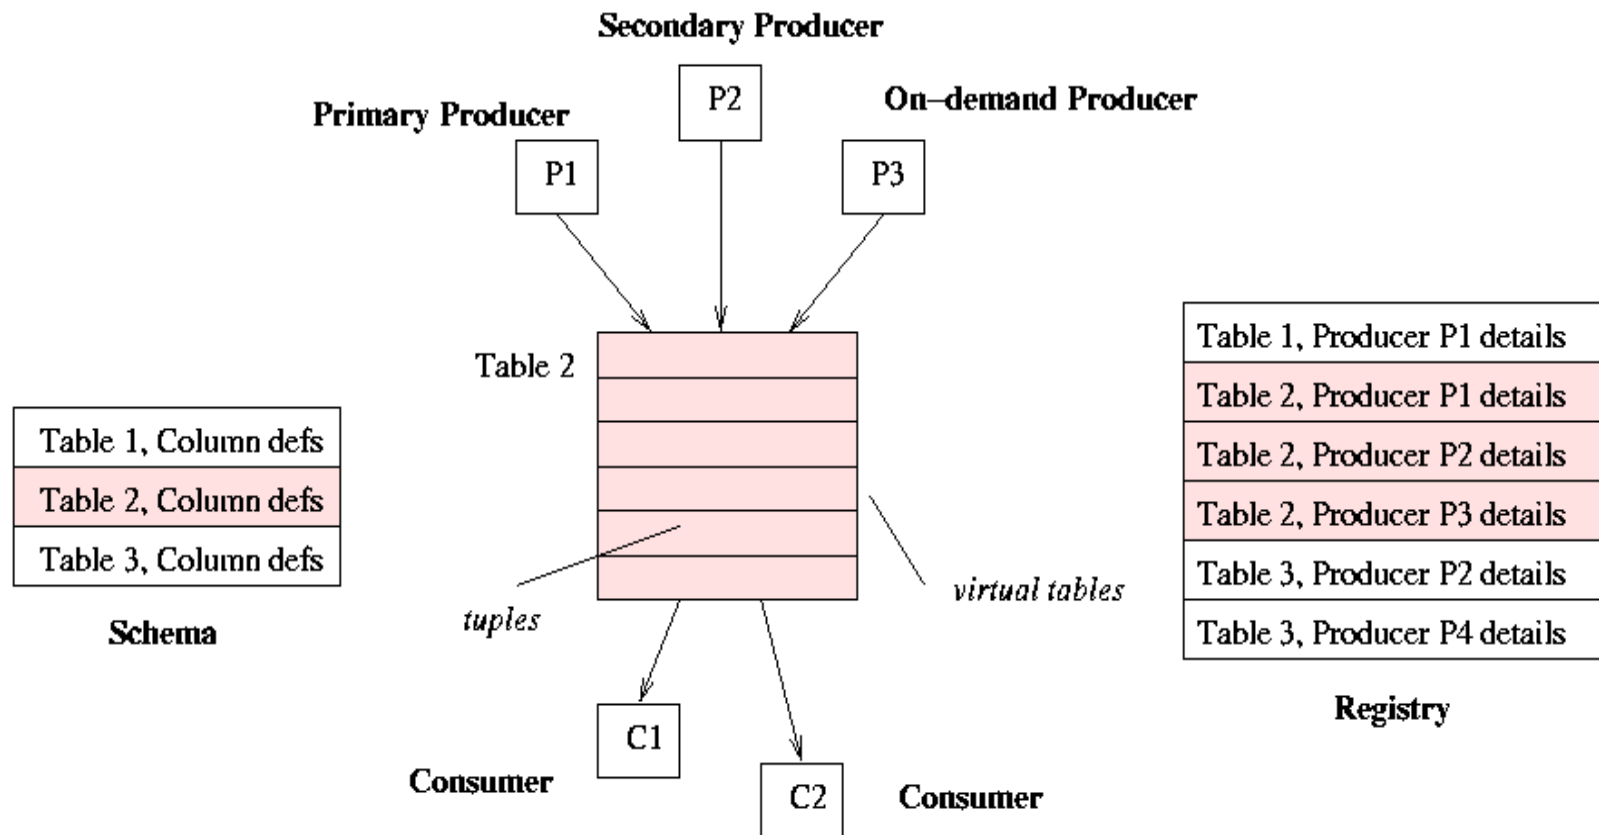 Secondary Producer
P2
On-demand Producer
Primary Producer
P1
P3
Table 2
Table 1, Column defs
Table 2, Column defs
Table 3, Column defs
Schema
tuples
virtual tables
Table 1, Producer P1 details
Table 2, Producer P1 details
Table 2, Producer P2 details
Table 2, Producer P3 details
Table 3, Producer P2 details
Table 3, Producer P4 details
Registry
C1
Consumer
C2
Consumer